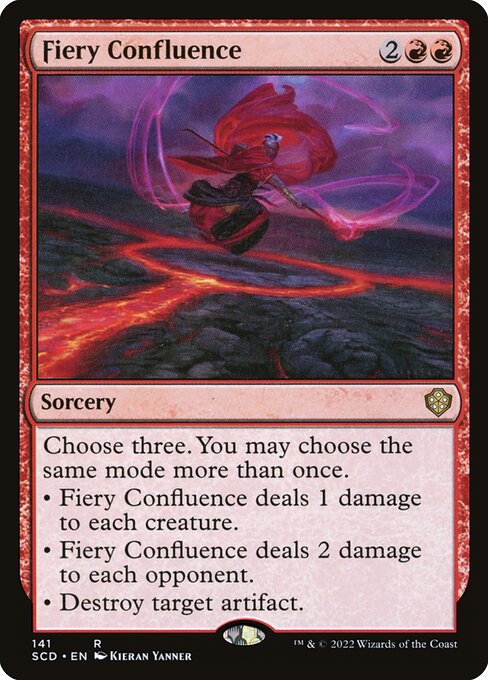 Fiery Confluence 2
Sorcery
Choose three. You may choose the
same mode more than once.
• Fiery Confluence deals 1 damage
to each creature.
• Fiery Confluence deals 2 damage
to each opponent.
• Destroy target artifact.
141 R
SCD • EN Kieran Yanner ™ & © 2022 Wizards of the Coast